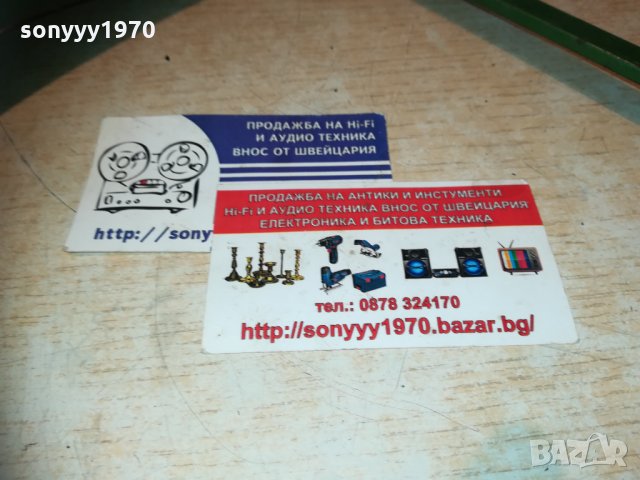 sonyyy1970
ПРОДАЖБА НА Hi-Fi
И АУДИО ТЕХНИКА
ВНОС ОТ ШВЕЙЦАРИЯ
http://sony
ПРОДАЖБА НА АНТИКИ И ИНСТУМЕНТИ
Hi-Fi И АУДИО ТЕХНИКА ВНОС ОТ ШВЕЙЦАРИЯ
ЕЛЕКТРОНИКА И БИТОВА ТЕХНИКА
тел.: 0878 324170
http://sonyyy1970.bazar.bg/
BAZAR